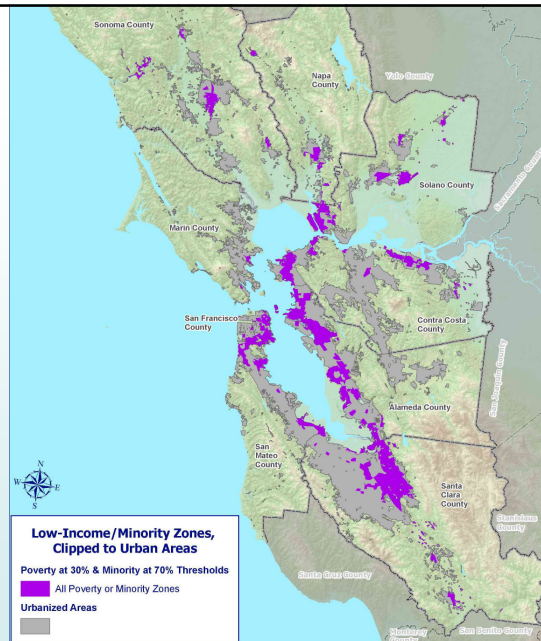 Sonoma County
Napa
County
Yolo County
Solano County
Sacramento County
Marin County
San Francisco
County
Contra Costa
County
San Joaquin County
Alameda County
San
Mateo
County
Santa
Clara
County
Stanislaus
County
Santa Cruz County
Monterey
County
San Benito County
N
W
E
S
Low-Income/Minority Zones,
Clipped to Urban Areas
Poverty at 30% & Minority at 70% Thresholds
All Poverty or Minority Zones
Urbanized Areas